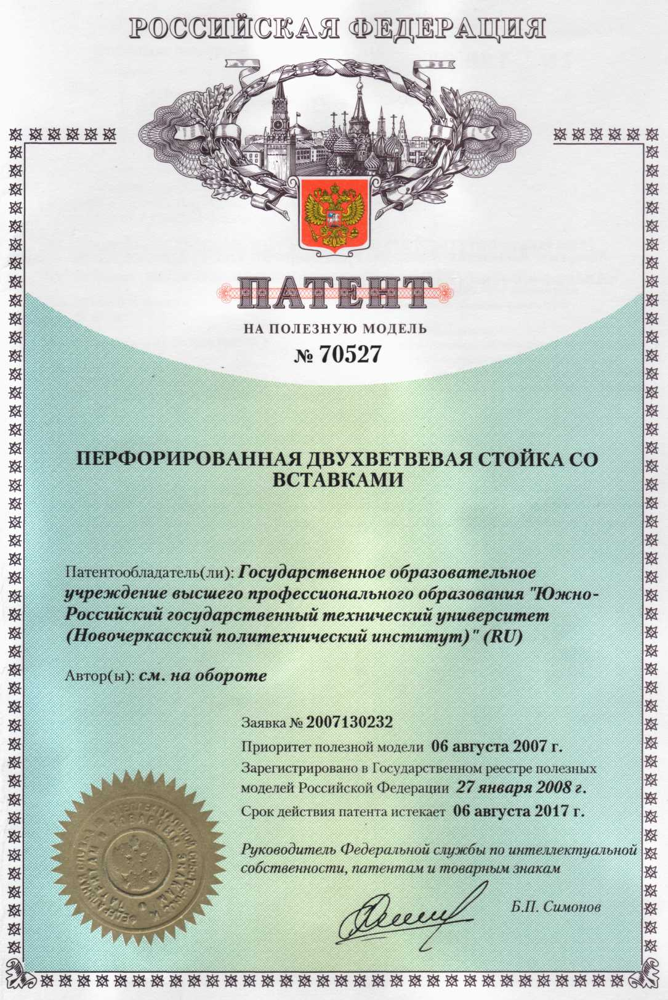 РОССИЙСКАЯ ФЕДЕРАЦИЯ
ПАТЕНТ
НА ПОЛЕЗНУЮ МОДЕЛЬ
№ 70527
ПЕРФОРИРОВАННАЯ ДВУХВЕТВЕВАЯ СТОЙКА СО
ВСТАВКАМИ
Патентообладатель(ли): Государственное образовательное
учреждение высшего профессионального образования "Южно-
Российский государственный технический университет
(Новочеркасский политехнический институт)" (RU)
Автор(ы): см. на обороте
Заявка № 2007130232
Приоритет полезной модели 06 августа 2007 г.
Зарегистрировано в Государственном реестре полезных
моделей Российской Федерации 27 января 2008 г.
Срок действия патента истекает 06 августа 2017 г.
Руководитель Федеральной службы по интеллектуальной
собственности, патентам и товарным знакам
Б.П. Симонов